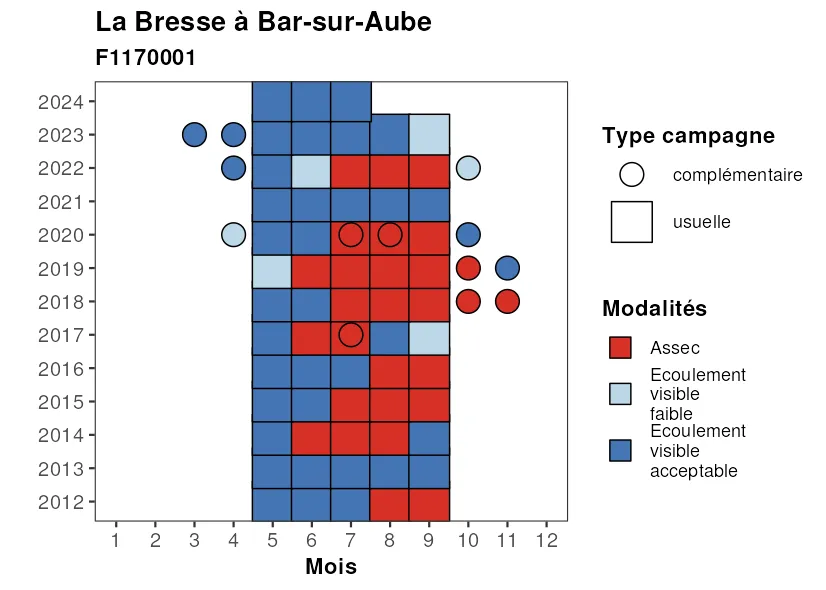 La Bresse à Bar-sur-Aube
F1170001
2024
2023
2022
2021
2020
2019
2018
2017
2016
2015
2014
2013
2012
1 2 3 4 5 6 7 8 9 10 11 12
Mois
Type campagne
complémentaire
usuelle
Modalités
Assec
Ecoulement
visible
faible
Ecoulement
visible
acceptable